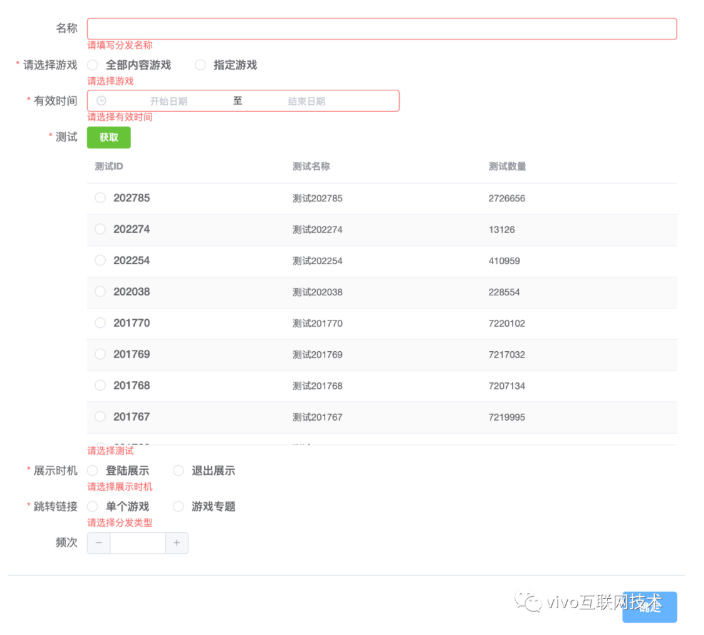 名称
请填写分发名称
* 请选择游戏 全部内容游戏 指定游戏
请选择游戏
* 有效时间 开始日期 至 结束日期
请选择有效时间
* 测试 获取
测试ID 测试名称 测试数量
202785 测试202785 2726656
202274 测试202274 13126
202254 测试202254 410959
202038 测试202038 228554
201770 测试201770 7220102
201769 测试201769 7217032
201768 测试201768 7207134
201767 测试201767 7219995
请选择测试
* 展示时机 登陆展示 退出展示
请选择展示时机
* 跳转链接 单个游戏 游戏专题
请选择分发类型
频次 − +
vivo互联网技术
确定